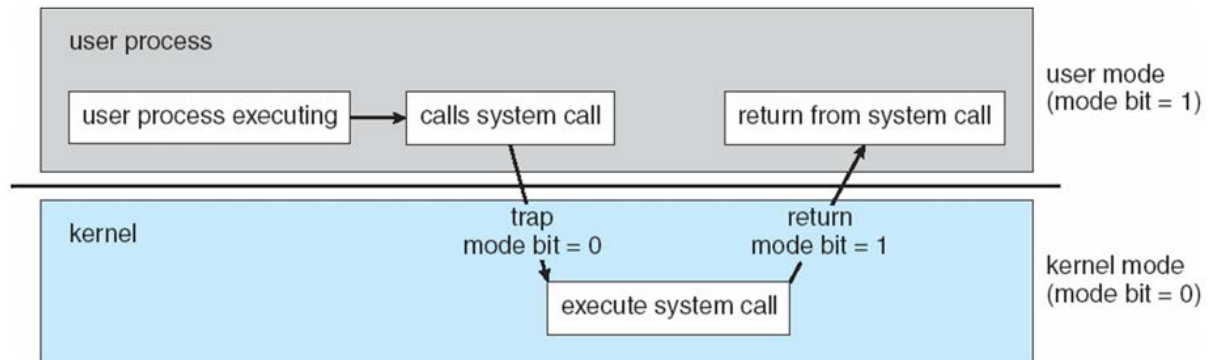 user process
user process executing
calls system call
return from system call
user mode
(mode bit = 1)
kernel
trap
mode bit = 0
return
mode bit = 1
execute system call
kernel mode
(mode bit = 0)